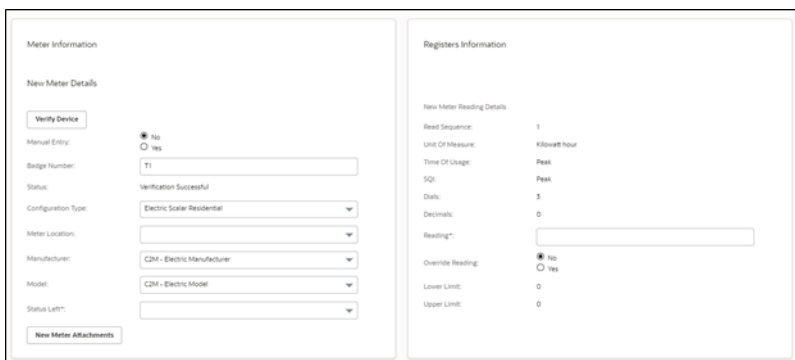 Meter Information
New Meter Details
Verify Device
Manual Entry:
No
Yes
Badge Number: T1
Status: Verification Successful
Configuration Type: Electric Scalar Residential
Meter Location:
Manufacturer: C2M - Electric Manufacturer
Model: C2M - Electric Model
Status Left*:
New Meter Attachments
Registers Information
New Meter Reading Details
Read Sequence: 1
Unit Of Measure: Kilowatt hour
Time Of Usage: Peak
SQI: Peak
Dials: 5
Decimals: 0
Reading*:
Override Reading:
No
Yes
Lower Limit: 0
Upper Limit: 0